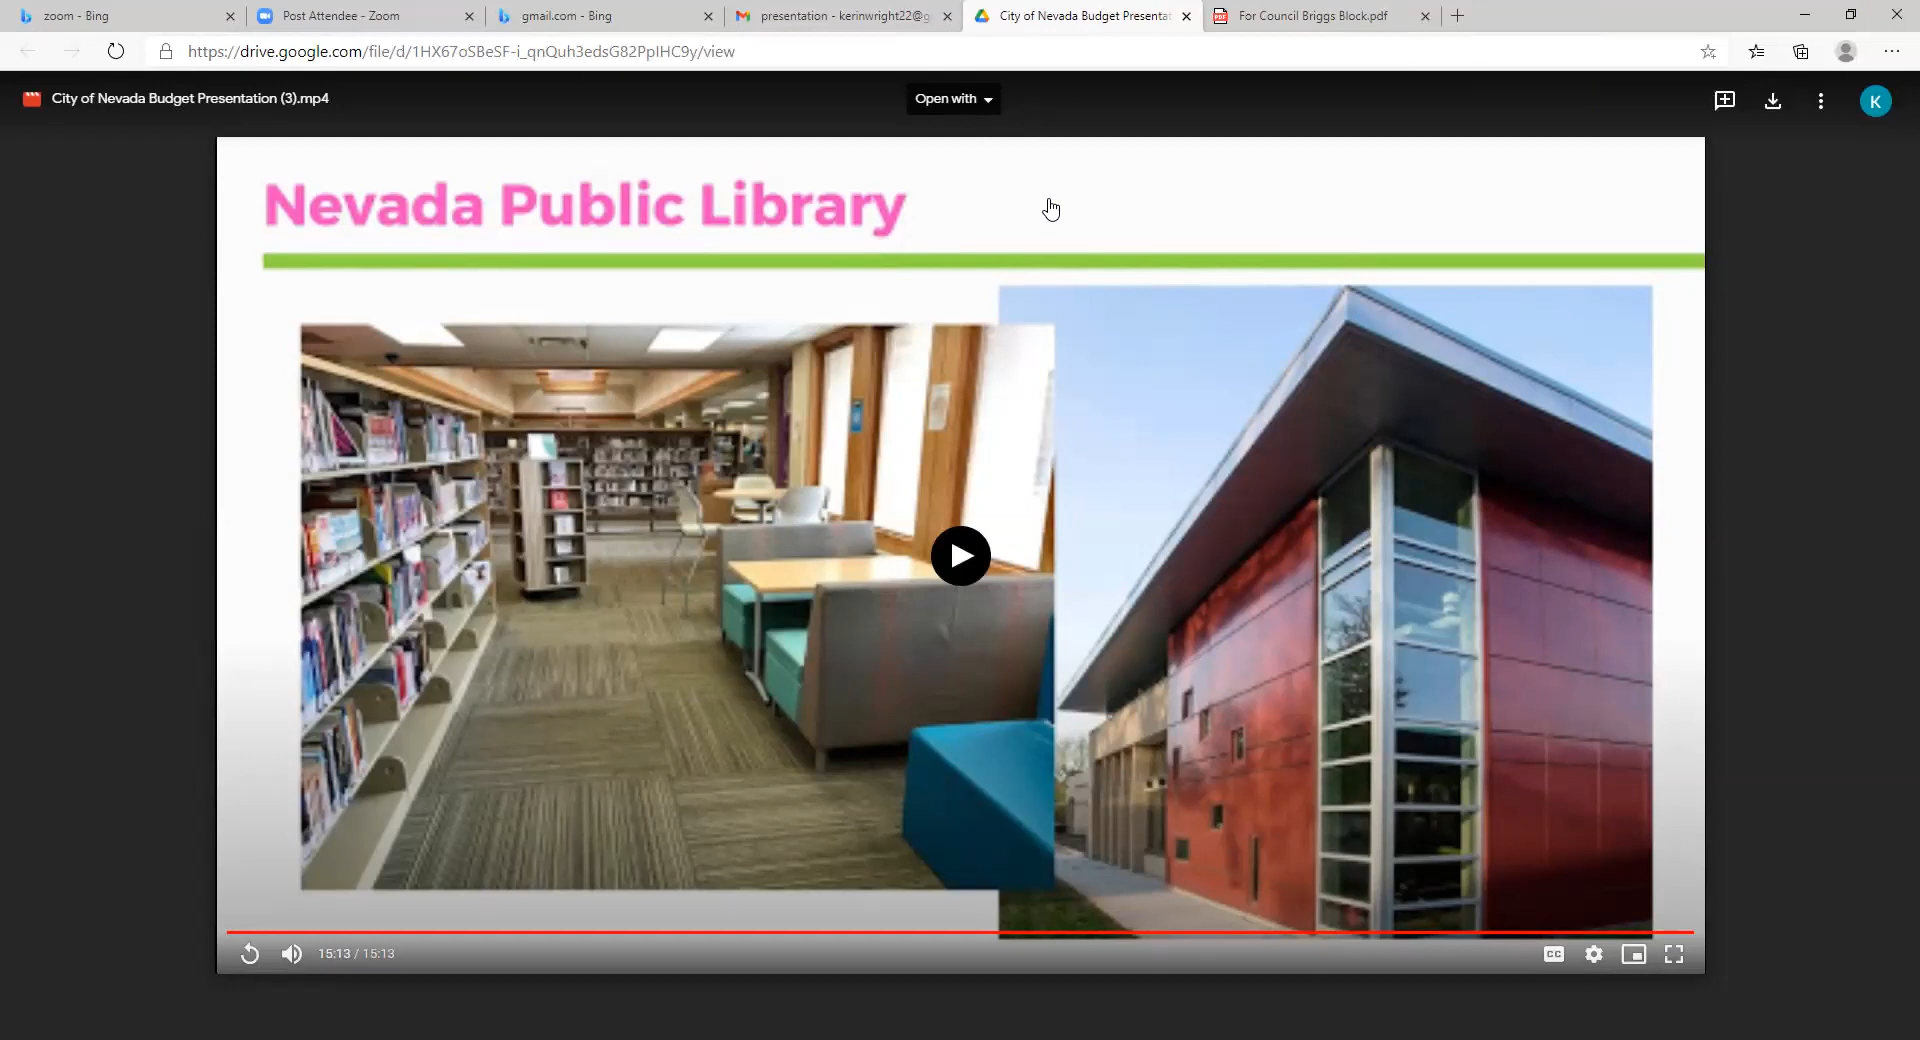 zoom - Bing
Post Attendee - Zoom
gmail.com - Bing
presentation - kerinwright22@g
City of Nevada Budget Presentat
For Council Briggs Block.pdf
https://drive.google.com/file/d/1HX67oSBeSF-i_qnQuh3edsG82PpIHC9y/view
City of Nevada Budget Presentation (3).mp4
Open with
K
Nevada Public Library
15:13 / 15:13
CC